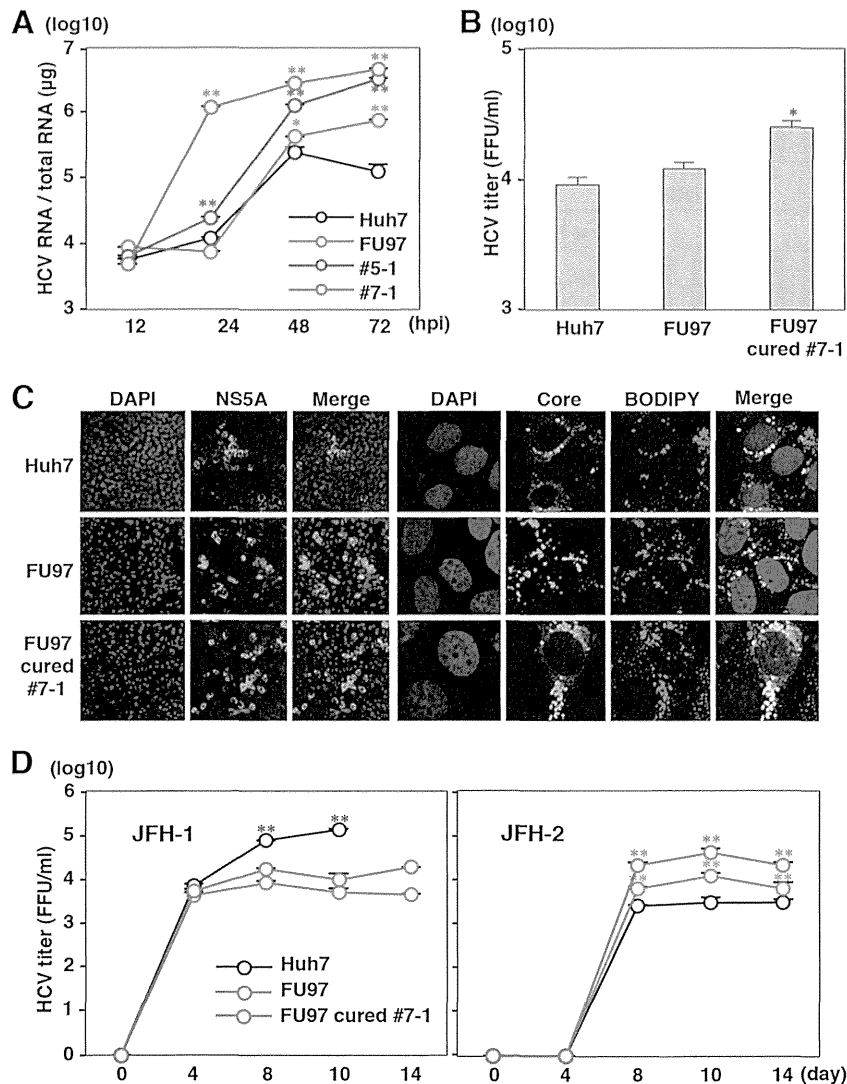 A (log10)
HCV RNA / total RNA (µg)
7
6
5
4
3
** ** **
** **
** * **
Huh7
FU97
#5-1
#7-1
12 24 48 72 (hpi)
B (log10)
HCV titer (FFU/ml)
5
4
3
*
Huh7 FU97 FU97 cured #7-1
C
DAPI NS5A Merge DAPI Core BODIPY Merge
Huh7
FU97
FU97
cured
#7-1
D (log10)
HCV titer (FFU/ml)
6
5
4
3
2
1
0
JFH-1
** **
Huh7
FU97
FU97 cured #7-1
0 4 8 10 14
JFH-2
** ** **
** ** **
0 4 8 10 14 (day)